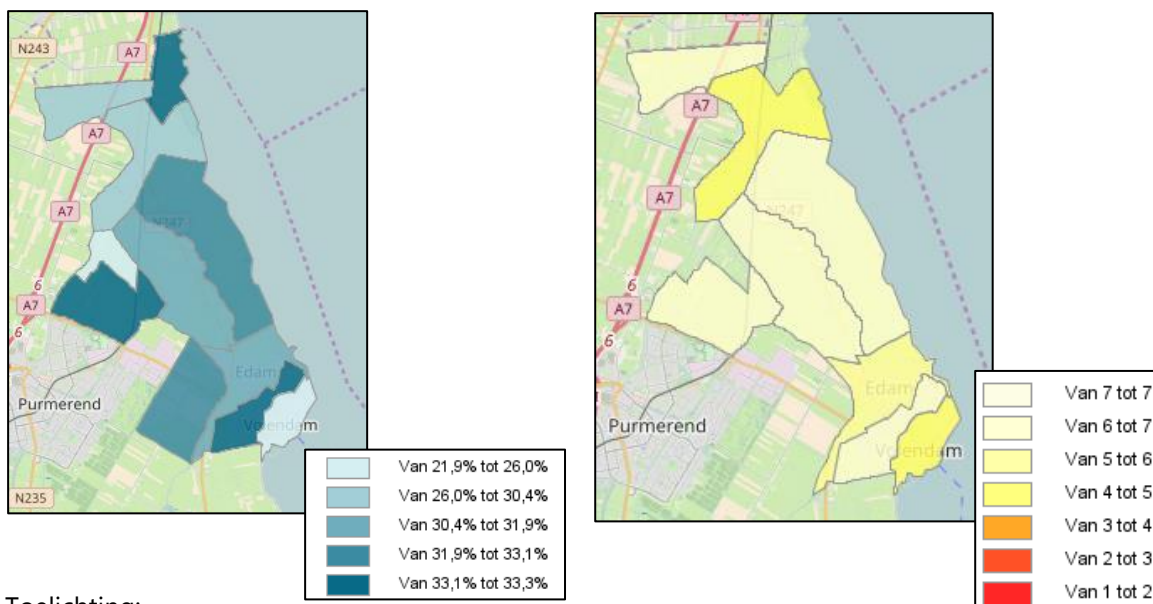 N243
A7
A7
N247
A7
6
A7
6
Edam
Purmerend
Volendam
N235
Van 21,9% tot 26,0%
Van 26,0% tot 30,4%
Van 30,4% tot 31,9%
Van 31,9% tot 33,1%
Van 33,1% tot 33,3%
A7
A7
N247
A7
6
Edam
Purmerend
Volendam
Van 7 tot 7
Van 6 tot 7
Van 5 tot 6
Van 4 tot 5
Van 3 tot 4
Van 2 tot 3
Van 1 tot 2
Toelichting: